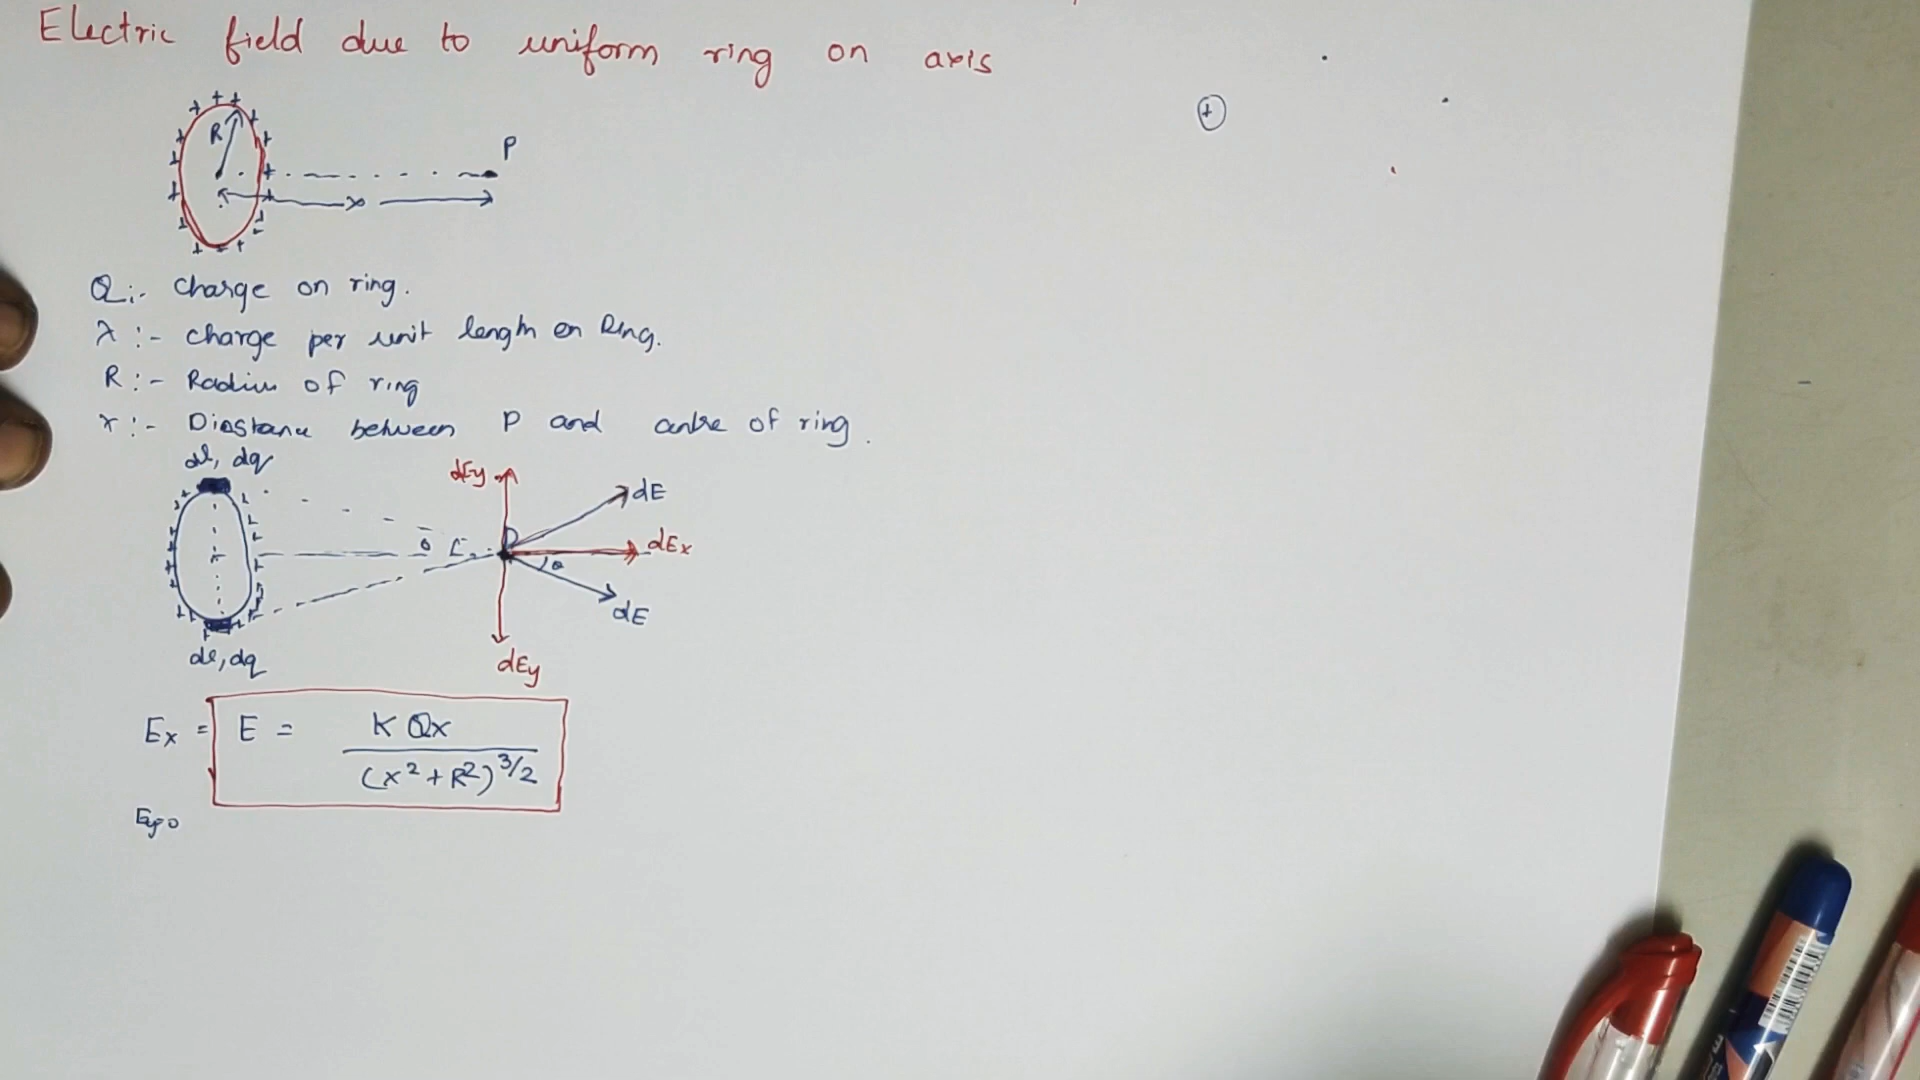 Electric field due to uniform ring on axis
+
R
P
x
Q:- Charge on ring.
λ :- Charge per unit length on Ring.
R :- Radius of ring
x :- Diastance between P and centre of ring.
dl, dq
dEy
dE
θ
dEx
θ
dE
dl, dq
dEy
Ex = E = KQx / (x² + R²)^3/2
Ey=0